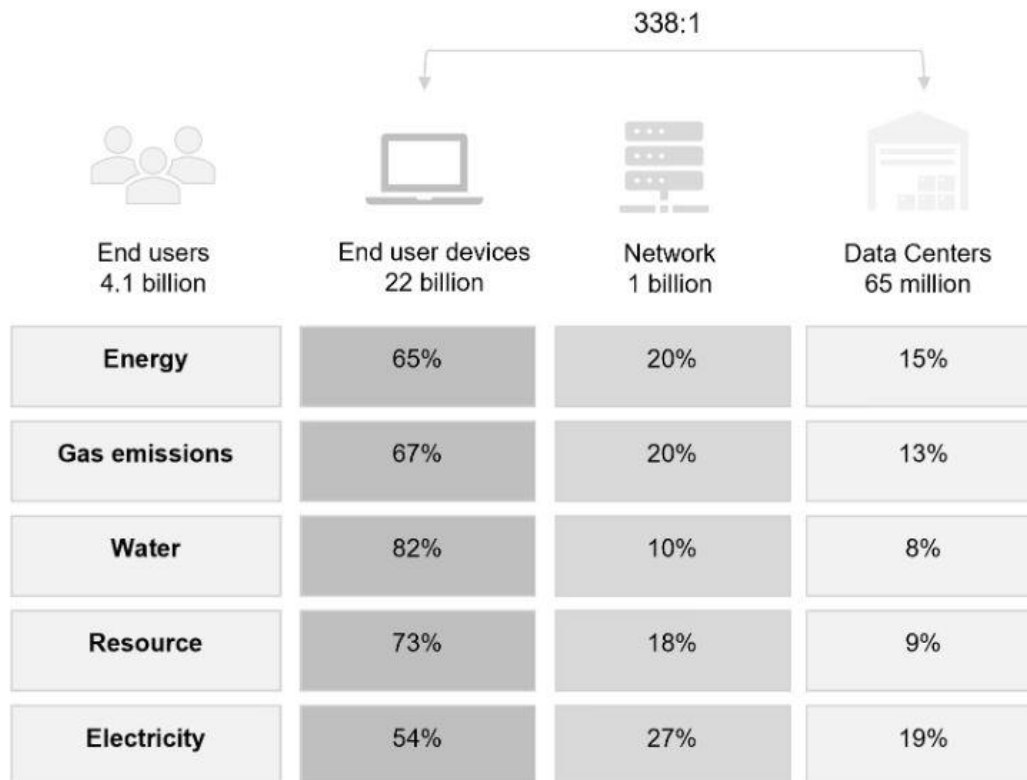 338:1
End users
4.1 billion
End user devices
22 billion
Network
1 billion
Data Centers
65 million
Energy 65% 20% 15%
Gas emissions 67% 20% 13%
Water 82% 10% 8%
Resource 73% 18% 9%
Electricity 54% 27% 19%